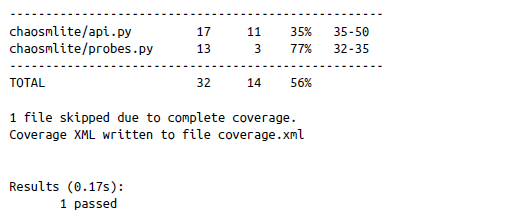 ----------------------------------------------------
chaosmlite/api.py         17     11    35%   35-50
chaosmlite/probes.py      13      3    77%   32-35
----------------------------------------------------
TOTAL                     32     14    56%
1 file skipped due to complete coverage.
Coverage XML written to file coverage.xml
Results (0.17s):
       1 passed